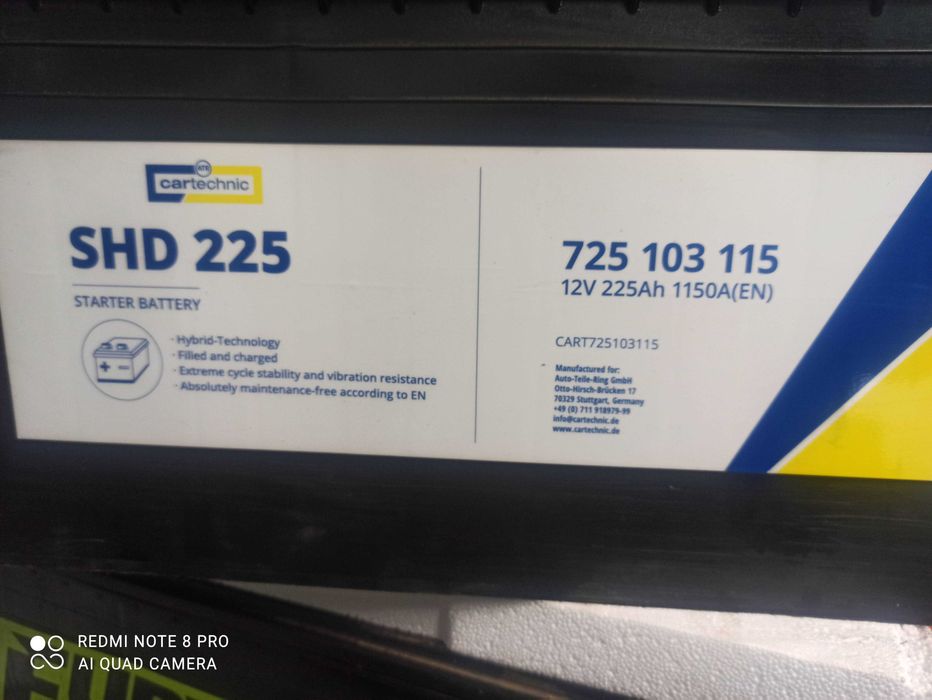 ATR
cartechnic
SHD 225
STARTER BATTERY
· Hybrid-Technology
· Filled and charged
· Extreme cycle stability and vibration resistance
· Absolutely maintenance-free according to EN
725 103 115
12V 225Ah 1150A(EN)
CART725103115
Manufactured for:
Auto-Teile-Ring GmbH
Otto-Hirsch-Brücken 17
70329 Stuttgart, Germany
+49 (0) 711 918979-99
info@cartechnic.de
www.cartechnic.de
REDMI NOTE 8 PRO
AI QUAD CAMERA